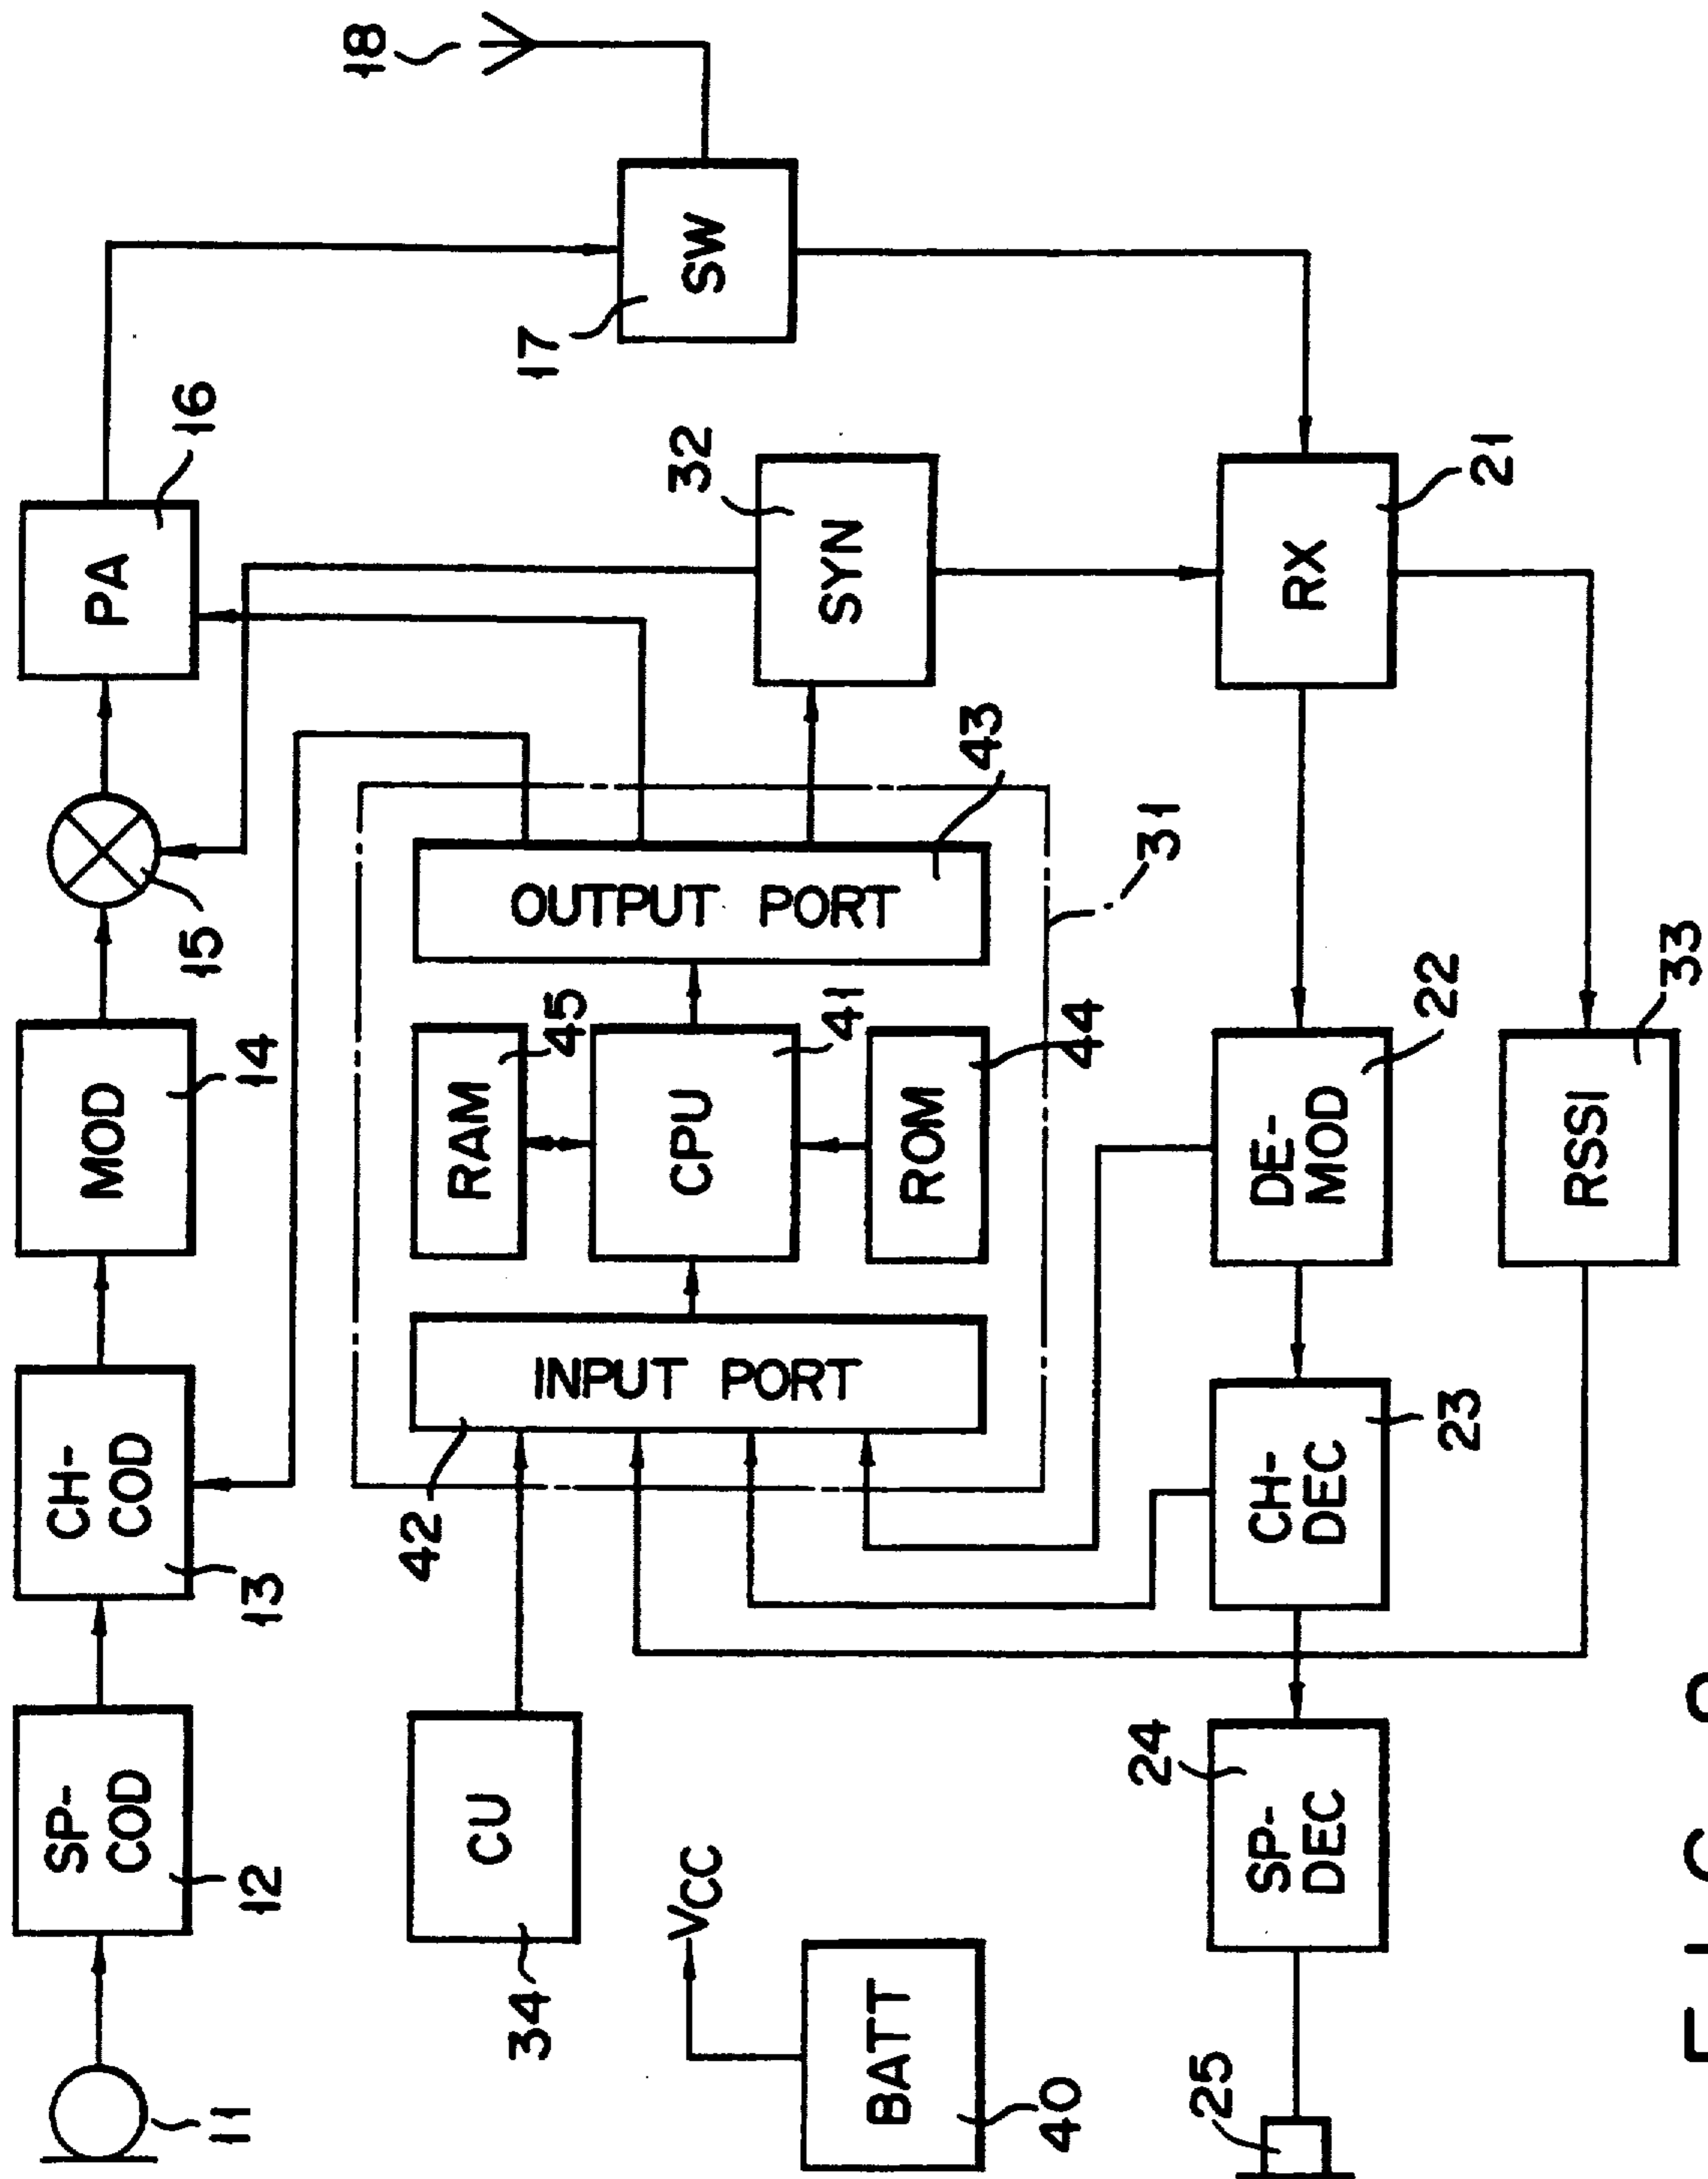 11
SP-
COD
12
CH-
COD
13
MOD
14
15
PA
16
SW
17
18
CU
34
INPUT PORT
42
RAM
45
CPU
41
ROM
44
OUTPUT PORT
43
31
SYN
32
BATT
40
VCC
25
SP-
DEC
24
CH-
DEC
23
DE-
MOD
22
RX
21
RSSI
33